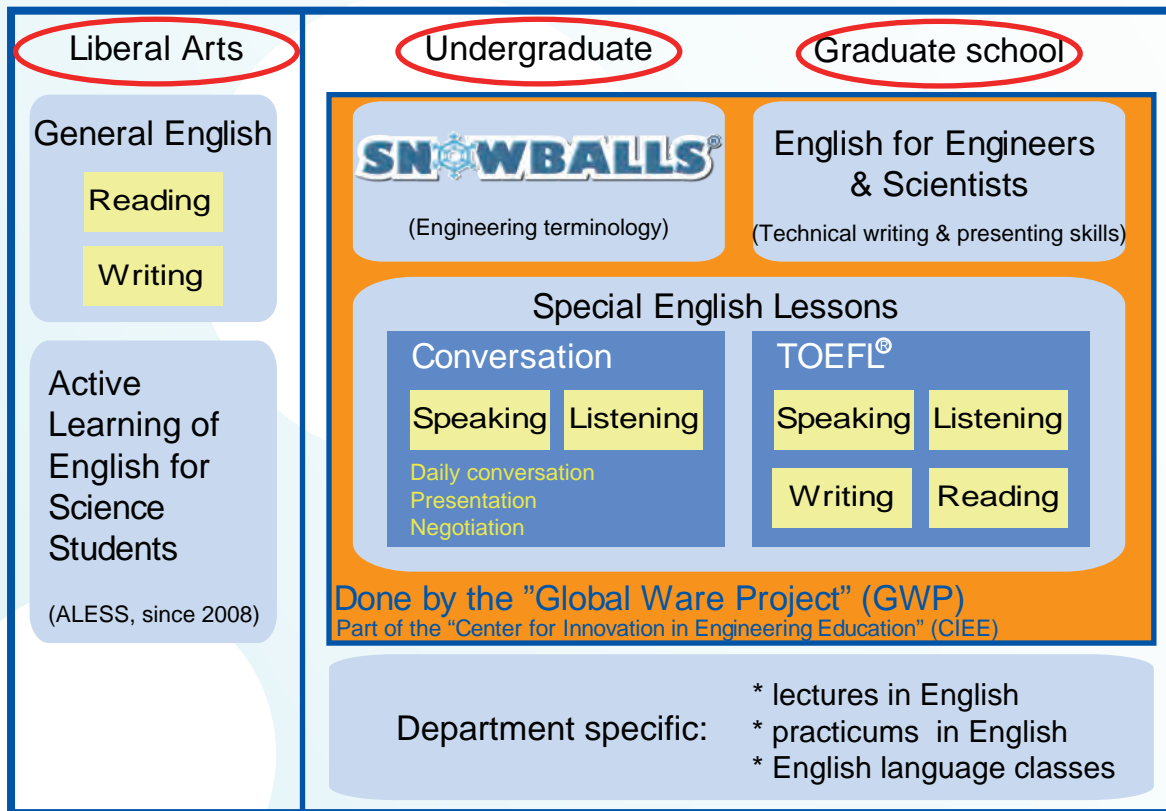 Liberal Arts
General English
Reading
Writing
Active
Learning of
English for
Science
Students
(ALESS, since 2008)
Undergraduate
Graduate school
SNOWBALLS®
(Engineering terminology)
English for Engineers
& Scientists
(Technical writing & presenting skills)
Special English Lessons
Conversation
Speaking
Listening
Daily conversation
Presentation
Negotiation
TOEFL®
Speaking
Listening
Writing
Reading
Done by the ”Global Ware Project” (GWP)
Part of the “Center for Innovation in Engineering Education” (CIEE)
Department specific:
* lectures in English
* practicums in English
* English language classes